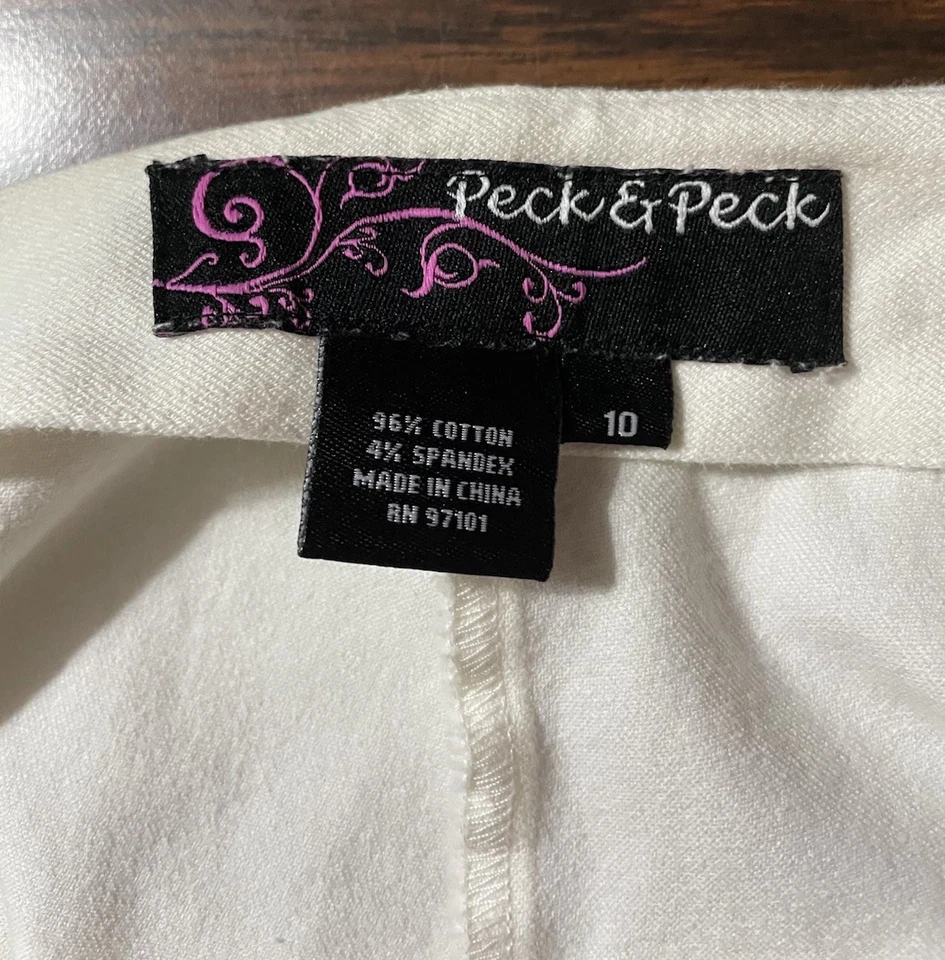 Peck & Peck
10
96% COTTON
4% SPANDEX
MADE IN CHINA
RN 97101